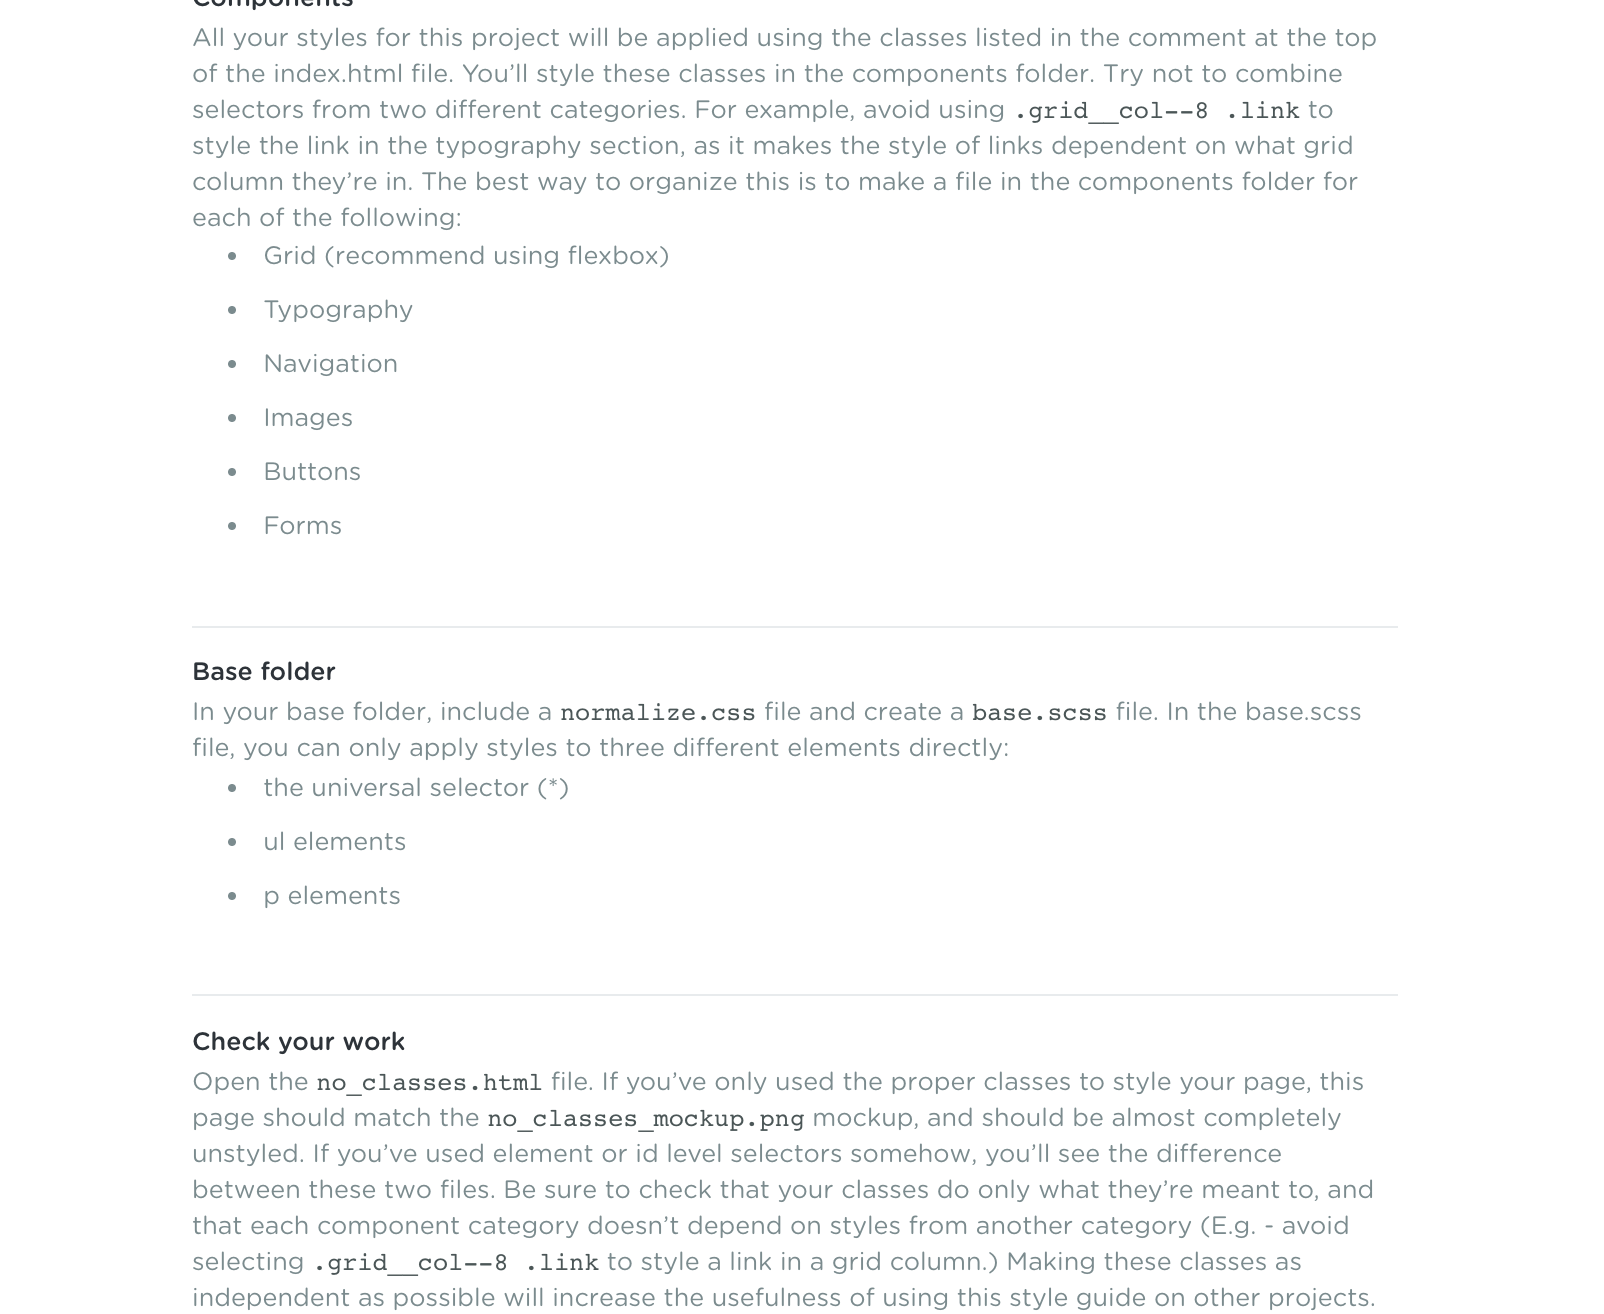 Components
All your styles for this project will be applied using the classes listed in the comment at the top
of the index.html file. You’ll style these classes in the components folder. Try not to combine
selectors from two different categories. For example, avoid using .grid__col--8 .link to
style the link in the typography section, as it makes the style of links dependent on what grid
column they’re in. The best way to organize this is to make a file in the components folder for
each of the following:
• Grid (recommend using flexbox)
• Typography
• Navigation
• Images
• Buttons
• Forms
Base folder
In your base folder, include a normalize.css file and create a base.scss file. In the base.scss
file, you can only apply styles to three different elements directly:
• the universal selector (*)
• ul elements
• p elements
Check your work
Open the no_classes.html file. If you’ve only used the proper classes to style your page, this
page should match the no_classes_mockup.png mockup, and should be almost completely
unstyled. If you’ve used element or id level selectors somehow, you’ll see the difference
between these two files. Be sure to check that your classes do only what they’re meant to, and
that each component category doesn’t depend on styles from another category (E.g. - avoid
selecting .grid__col--8 .link to style a link in a grid column.) Making these classes as
independent as possible will increase the usefulness of using this style guide on other projects.